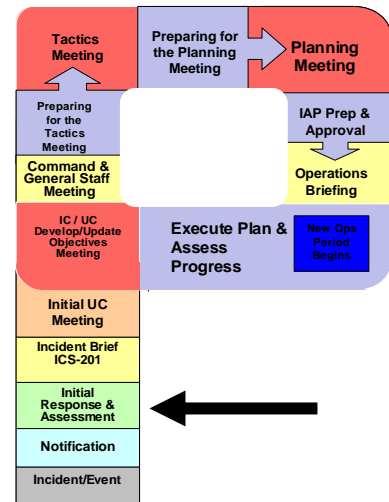 Tactics
Meeting
Preparing for
the Planning
Meeting
Planning
Meeting
Preparing
for the
Tactics
Meeting
IAP Prep &
Approval
Command &
General Staff
Meeting
Operations
Briefing
IC / UC
Develop/Update
Objectives
Meeting
Execute Plan &
Assess
Progress
New Ops
Period
Begins
Initial UC
Meeting
Incident Brief
ICS-201
Initial
Response &
Assessment
Notification
Incident/Event